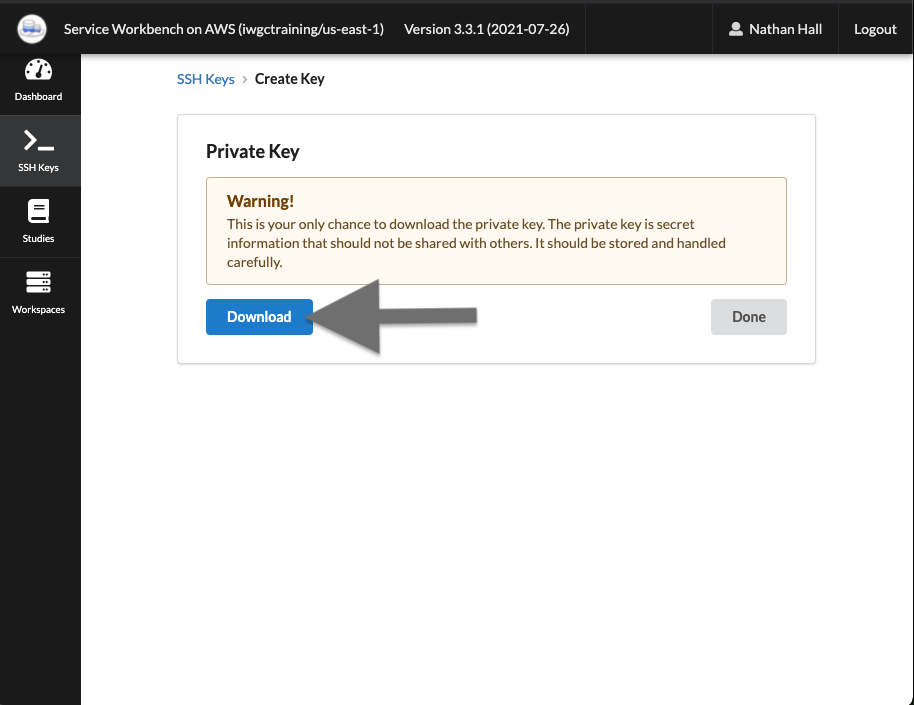 Service Workbench on AWS (iwgctraining/us-east-1) Version 3.3.1 (2021-07-26) Nathan Hall Logout
Dashboard
SSH Keys
Studies
Workspaces
SSH Keys > Create Key
Private Key
Warning!
This is your only chance to download the private key. The private key is secret
information that should not be shared with others. It should be stored and handled
carefully.
Download Done